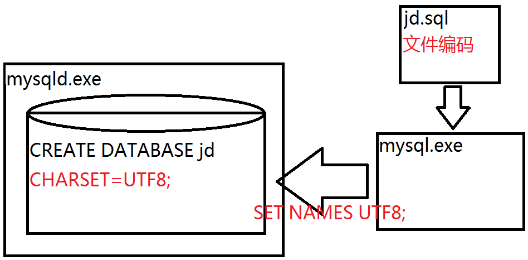 jd.sql
文件编码
mysqld.exe
mysql.exe
CREATE DATABASE jd
CHARSET=UTF8;
SET NAMES UTF8;